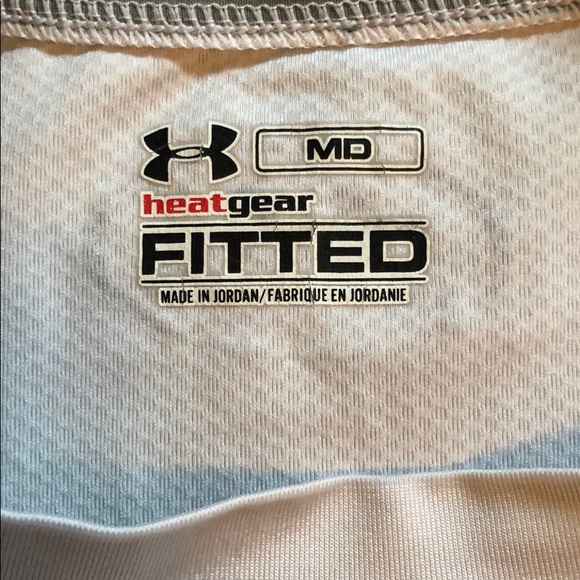 MD
heatgear
FITTED
MADE IN JORDAN/FABRIQUE EN JORDANIE